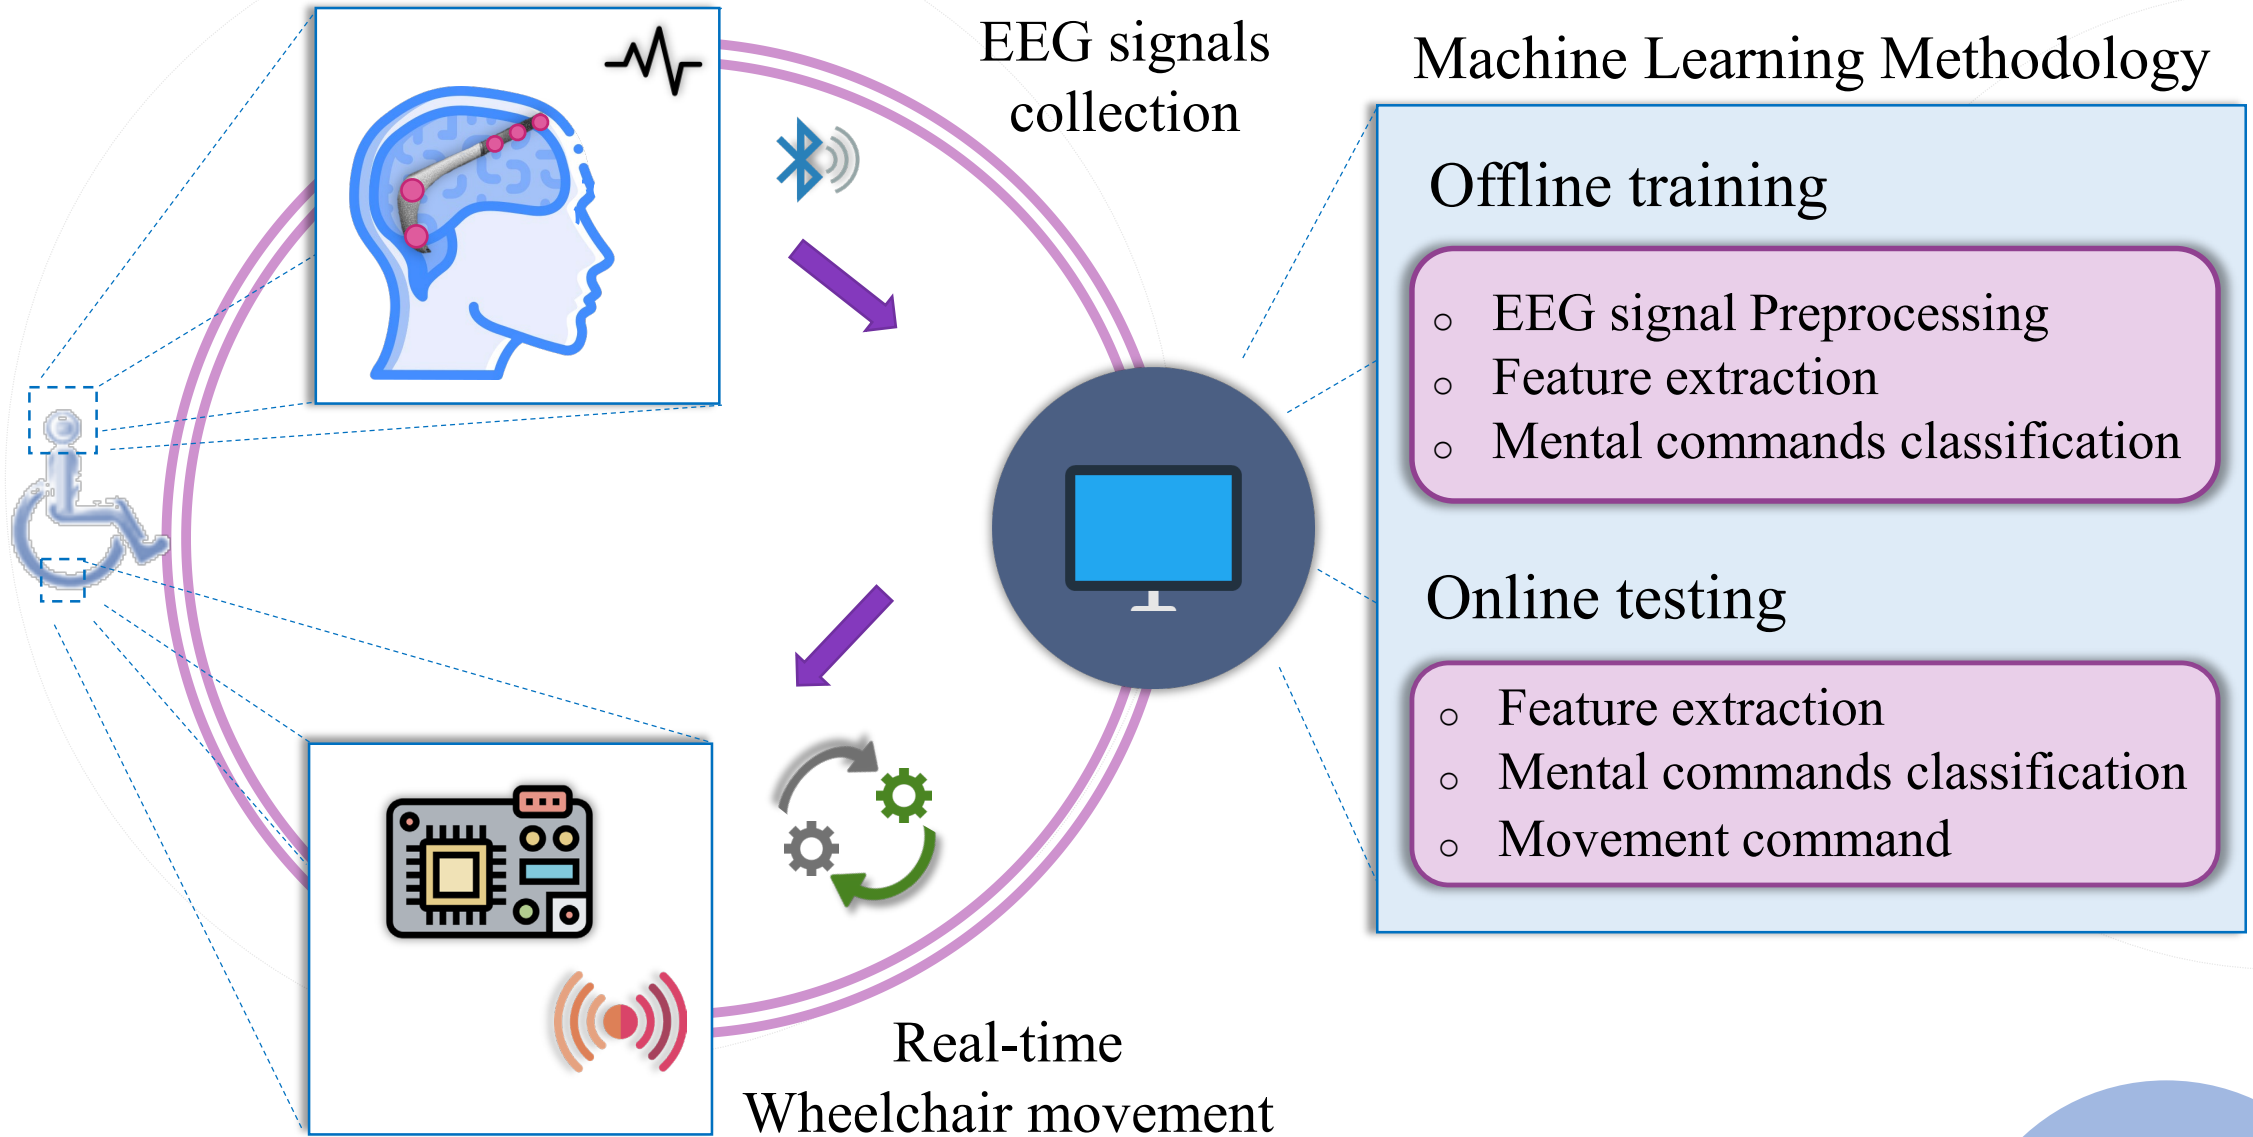 EEG signals
collection
Machine Learning Methodology
Offline training
EEG signal Preprocessing
Feature extraction
Mental commands classification
Online testing
Feature extraction
Mental commands classification
Movement command
Real-time
Wheelchair movement